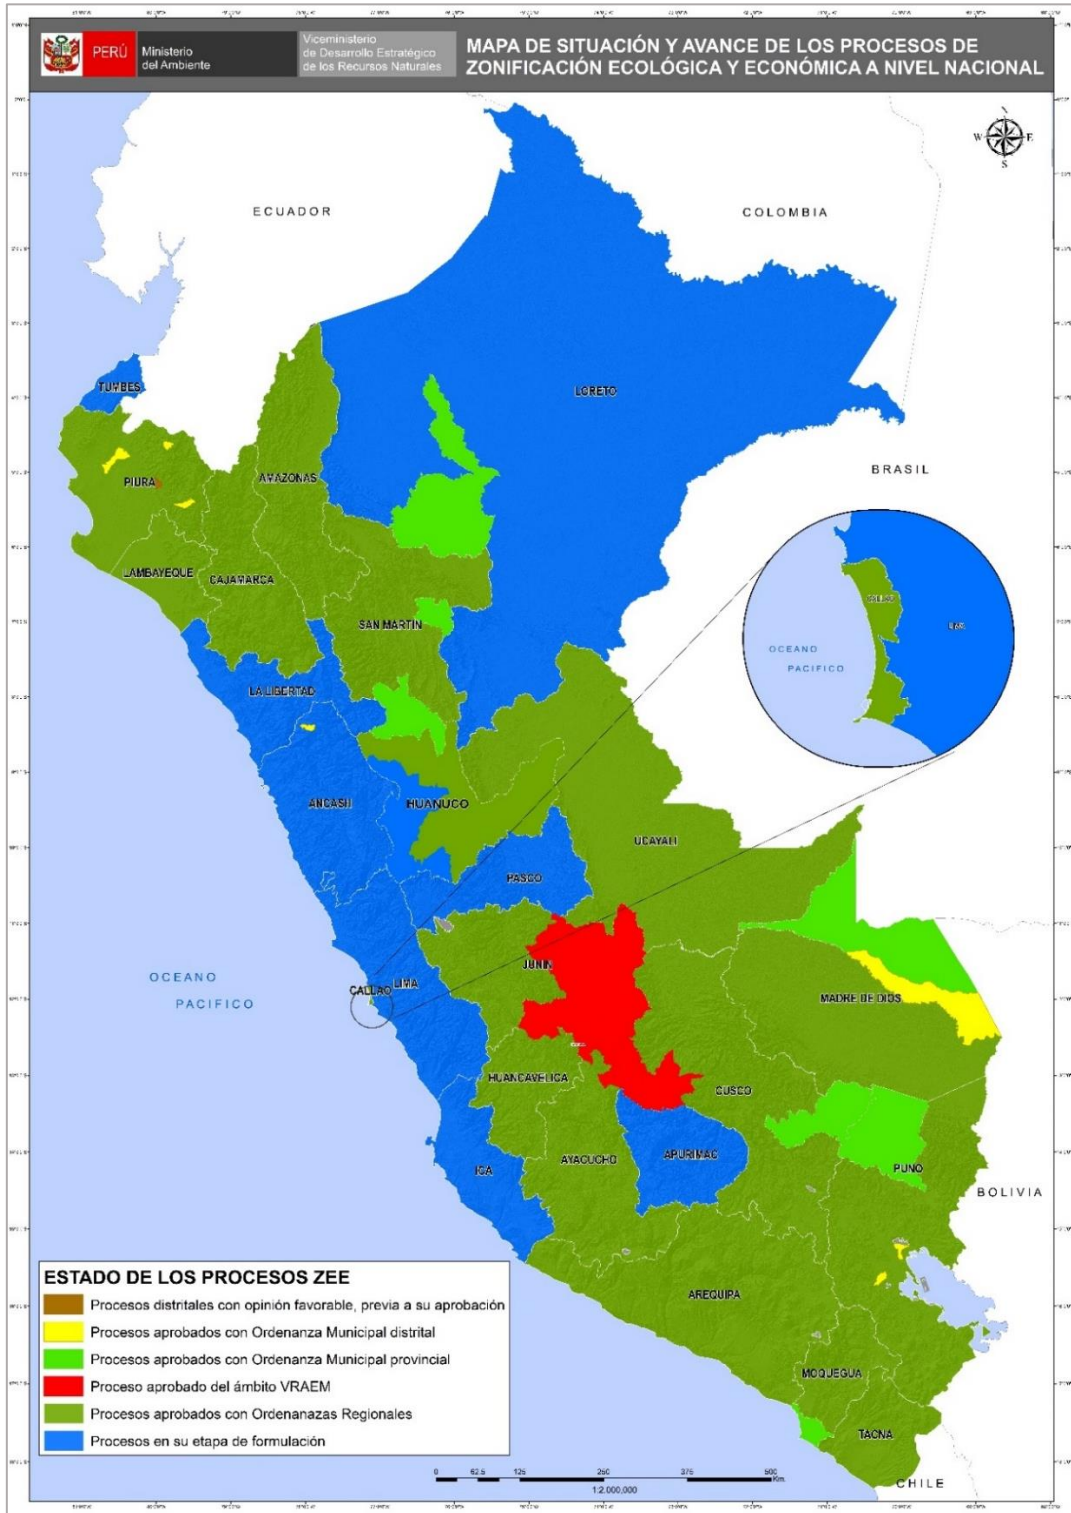 PERÚ
Ministerio
del Ambiente
Viceministerio
de Desarrollo Estratégico
de los Recursos Naturales
MAPA DE SITUACIÓN Y AVANCE DE LOS PROCESOS DE
ZONIFICACIÓN ECOLÓGICA Y ECONÓMICA A NIVEL NACIONAL
N
W
E
S
ECUADOR
COLOMBIA
TUMBES
LORETO
BRASIL
PIURA
AMAZONAS
LAMBAYEQUE
CAJAMARCA
SAN MARTIN
CALLAO
LIMA
OCEANO
PACIFICO
LA LIBERTAD
ANCASH
HUANUCO
UCAYALI
PASCO
JUNIN
OCEANO
PACIFICO
CALLAO
LIMA
MADRE DE DIOS
HUANCAVELICA
CUSCO
AYACUCHO
APURIMAC
ICA
PUNO
BOLIVIA
AREQUIPA
MOQUEGUA
TACNA
CHILE
ESTADO DE LOS PROCESOS ZEE
Procesos distritales con opinión favorable, previa a su aprobación
Procesos aprobados con Ordenanza Municipal distrital
Procesos aprobados con Ordenanza Municipal provincial
Proceso aprobado del ámbito VRAEM
Procesos aprobados con Ordenanazas Regionales
Procesos en su etapa de formulación
0 62.5 125 250 375 500
Km.
1:2.000,000